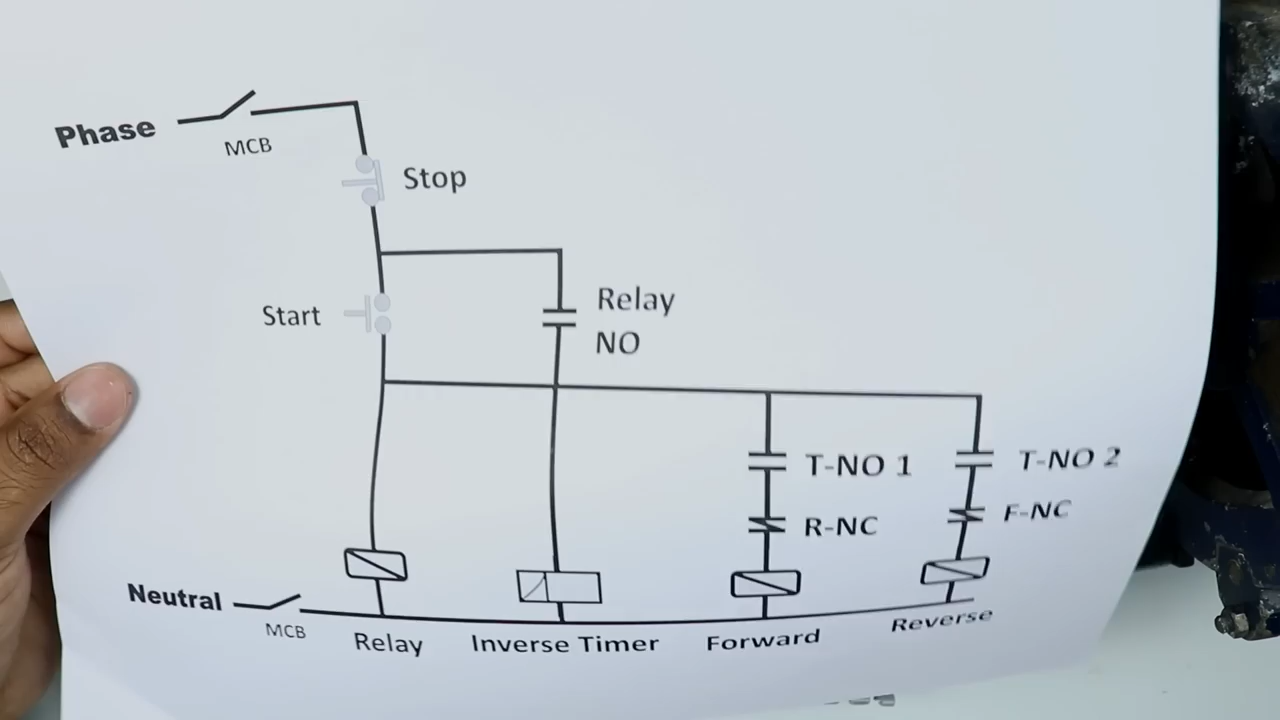 Phase
MCB
Stop
Start
Relay
NO
T-NO 1
T-NO 2
R-NC
F-NC
Neutral
MCB
Relay
Inverse Timer
Forward
Reverse